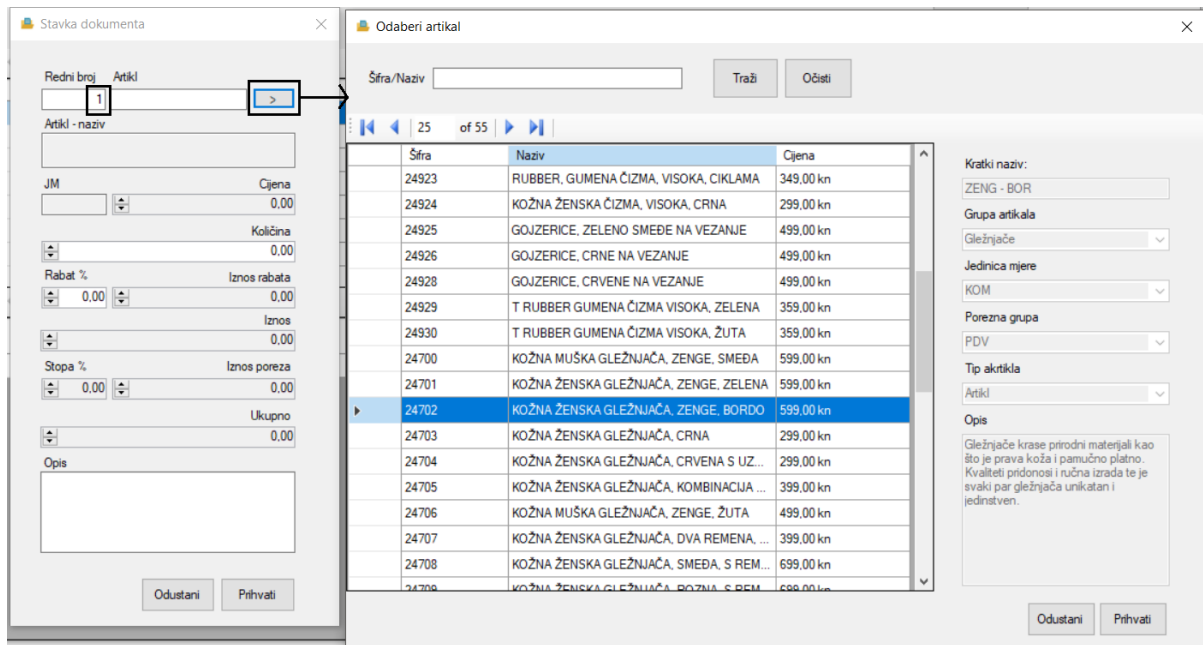 Stavka dokumenta
Redni broj Artikl
1 >
Artikl - naziv
JM Cijena
0,00
Količina
0,00
Rabat % Iznos rabata
0,00 0,00
Iznos
0,00
Stopa % Iznos poreza
0,00 0,00
Ukupno
0,00
Opis
Odustani Prihvati
Odaberi artikal
Šifra/Naziv Traži Očisti
25 of 55
Šifra Naziv Cijena
24923 RUBBER, GUMENA ČIZMA, VISOKA, CIKLAMA 349,00 kn
24924 KOŽNA ŽENSKA ČIZMA, VISOKA, CRNA 299,00 kn
24925 GOJZERICE, ZELENO SMEĐE NA VEZANJE 499,00 kn
24926 GOJZERICE, CRNE NA VEZANJE 499,00 kn
24928 GOJZERICE, CRVENE NA VEZANJE 499,00 kn
24929 T RUBBER GUMENA ČIZMA VISOKA, ZELENA 359,00 kn
24930 T RUBBER GUMENA ČIZMA VISOKA, ŽUTA 359,00 kn
24700 KOŽNA MUŠKA GLEŽNJAČA, ZENGE, SMEĐA 599,00 kn
24701 KOŽNA ŽENSKA GLEŽNJAČA, ZENGE, ZELENA 599,00 kn
24702 KOŽNA ŽENSKA GLEŽNJAČA, ZENGE, BORDO 599,00 kn
24703 KOŽNA ŽENSKA GLEŽNJAČA, CRNA 299,00 kn
24704 KOŽNA ŽENSKA GLEŽNJAČA, CRVENA S UZ... 299,00 kn
24705 KOŽNA ŽENSKA GLEŽNJAČA, KOMBINACIJA ... 399,00 kn
24706 KOŽNA MUŠKA GLEŽNJAČA, ZENGE, ŽUTA 499,00 kn
24707 KOŽNA ŽENSKA GLEŽNJAČA, DVA REMENA, ... 399,00 kn
24708 KOŽNA ŽENSKA GLEŽNJAČA, SMEĐA, S REM... 699,00 kn
24709 KOŽNA ŽENSKA GLEŽNJAČA, ROZNA, S REM... 699,00 kn
Kratki naziv:
ZENG - BOR
Grupa artikala
Gležnjače
Jedinica mjere
KOM
Porezna grupa
PDV
Tip akrtikla
Artikl
Opis
Gležnjače krase prirodni materijali kao
što je prava koža i pamučno platno.
Kvaliteti pridonosi i ručna izrada te je
svaki par gležnjača unikatan i
jedinstven.
Odustani Prihvati